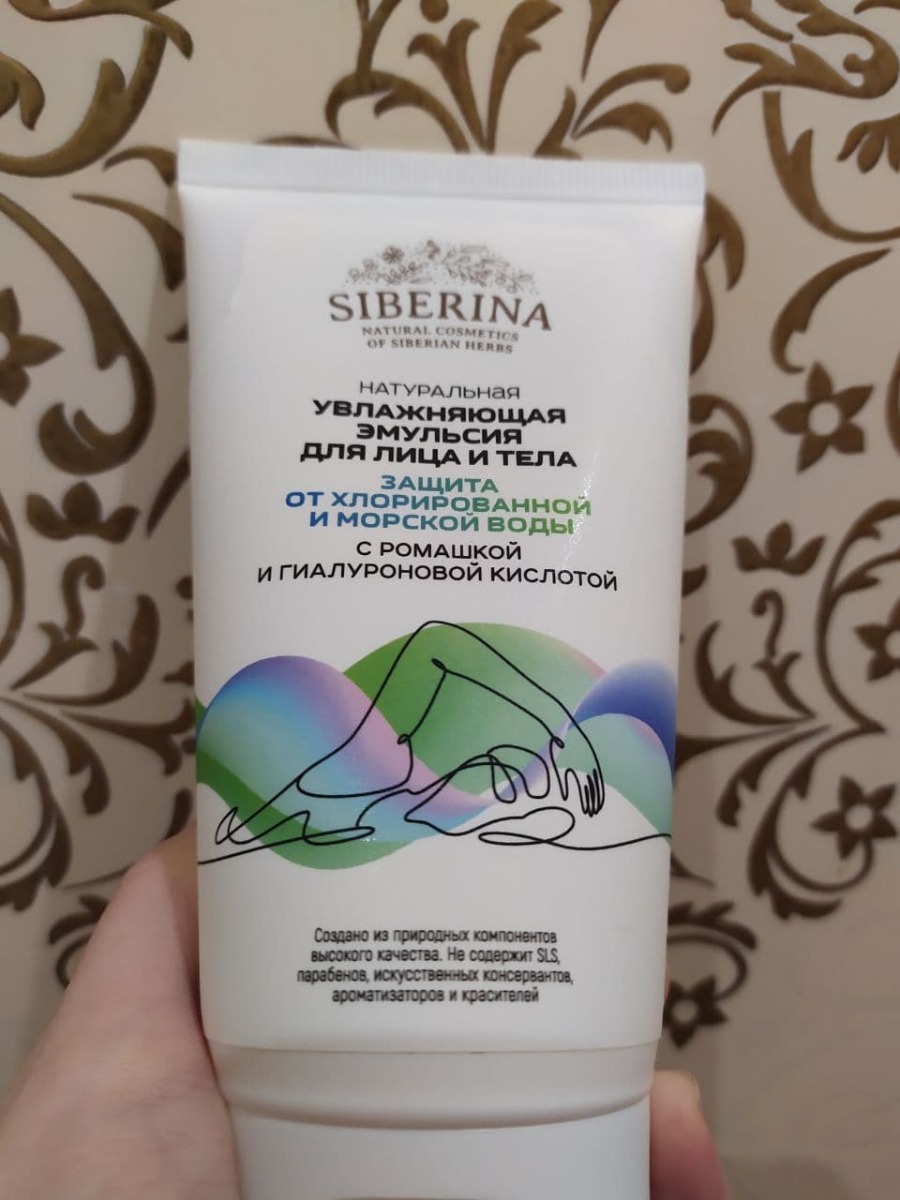 SIBERINA
NATURAL COSMETICS
OF SIBERIAN HERBS
НАТУРАЛЬНАЯ
УВЛАЖНЯЮЩАЯ
ЭМУЛЬСИЯ
ДЛЯ ЛИЦА И ТЕЛА
ЗАЩИТА
ОТ ХЛОРИРОВАННОЙ
И МОРСКОЙ ВОДЫ
С РОМАШКОЙ
И ГИАЛУРОНОВОЙ КИСЛОТОЙ
Создано из природных компонентов
высокого качества. Не содержит SLS,
парабенов, искусственных консервантов,
ароматизаторов и красителей